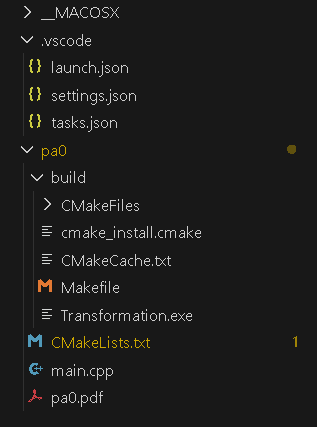 __MACOSX
.vscode
launch.json
settings.json
tasks.json
pa0
build
CMakeFiles
cmake_install.cmake
CMakeCache.txt
Makefile
Transformation.exe
CMakeLists.txt 1
main.cpp
pa0.pdf